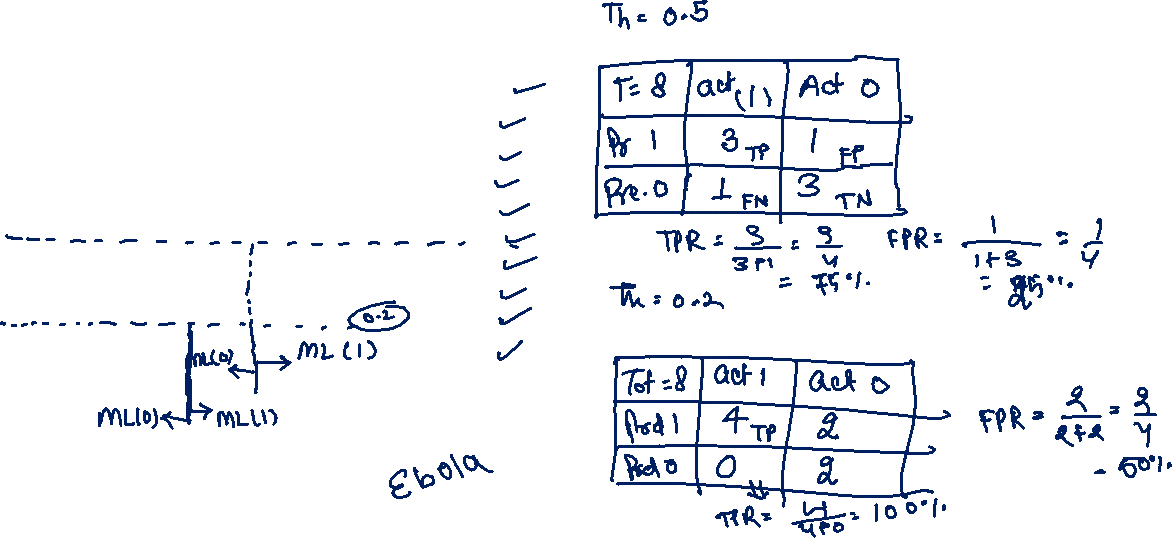 Th = 0.5
T= 8 act (1) Act 0
Pr 1 3 TP 1 FP
Pre.0 1 FN 3 TN
TPR = 3/3+1 = 3/4 = 75%.
FPR = 1/1+3 = 1/4 = 25%.
Th = 0.2
0.2
ML(0) ML (1)
ML(0) ML(1)
Ebola
Tot =8 act 1 act 0
Pred 1 4 TP 2
Pred 0 0 2
FPR = 2/2+2 = 2/4 - 50%.
TPR = 4/4+0 = 100%.